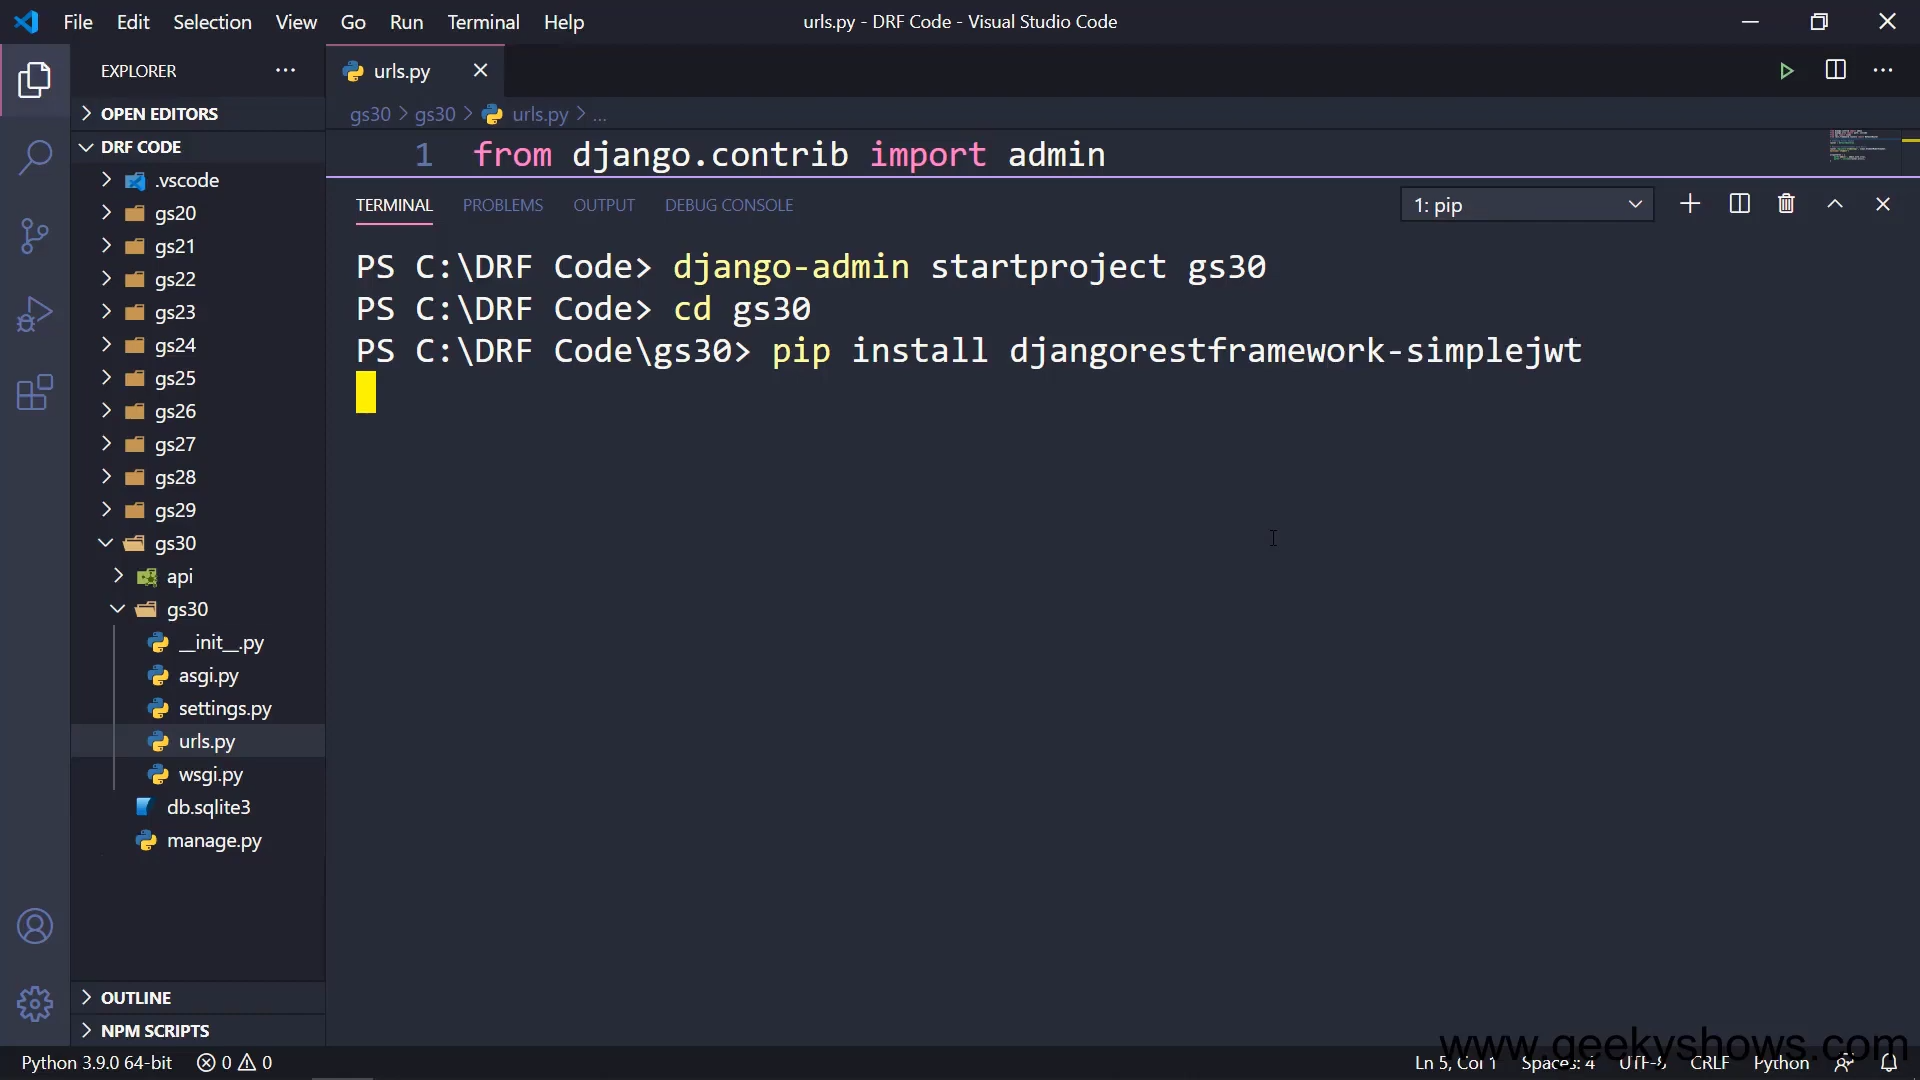 File Edit Selection View Go Run Terminal Help
urls.py - DRF Code - Visual Studio Code
EXPLORER
OPEN EDITORS
DRF CODE
.vscode
gs20
gs21
gs22
gs23
gs24
gs25
gs26
gs27
gs28
gs29
gs30
api
gs30
__init__.py
asgi.py
settings.py
urls.py
wsgi.py
db.sqlite3
manage.py
OUTLINE
NPM SCRIPTS
urls.py
gs30 > gs30 > urls.py > ...
1 from django.contrib import admin
TERMINAL PROBLEMS OUTPUT DEBUG CONSOLE
1: pip
PS C:\DRF Code> django-admin startproject gs30
PS C:\DRF Code> cd gs30
PS C:\DRF Code\gs30> pip install djangorestframework-simplejwt
www.geekyshows.com
Python 3.9.0 64-bit 0 0
Ln 5, Col 1 Spaces: 4 UTF-8 CRLF Python